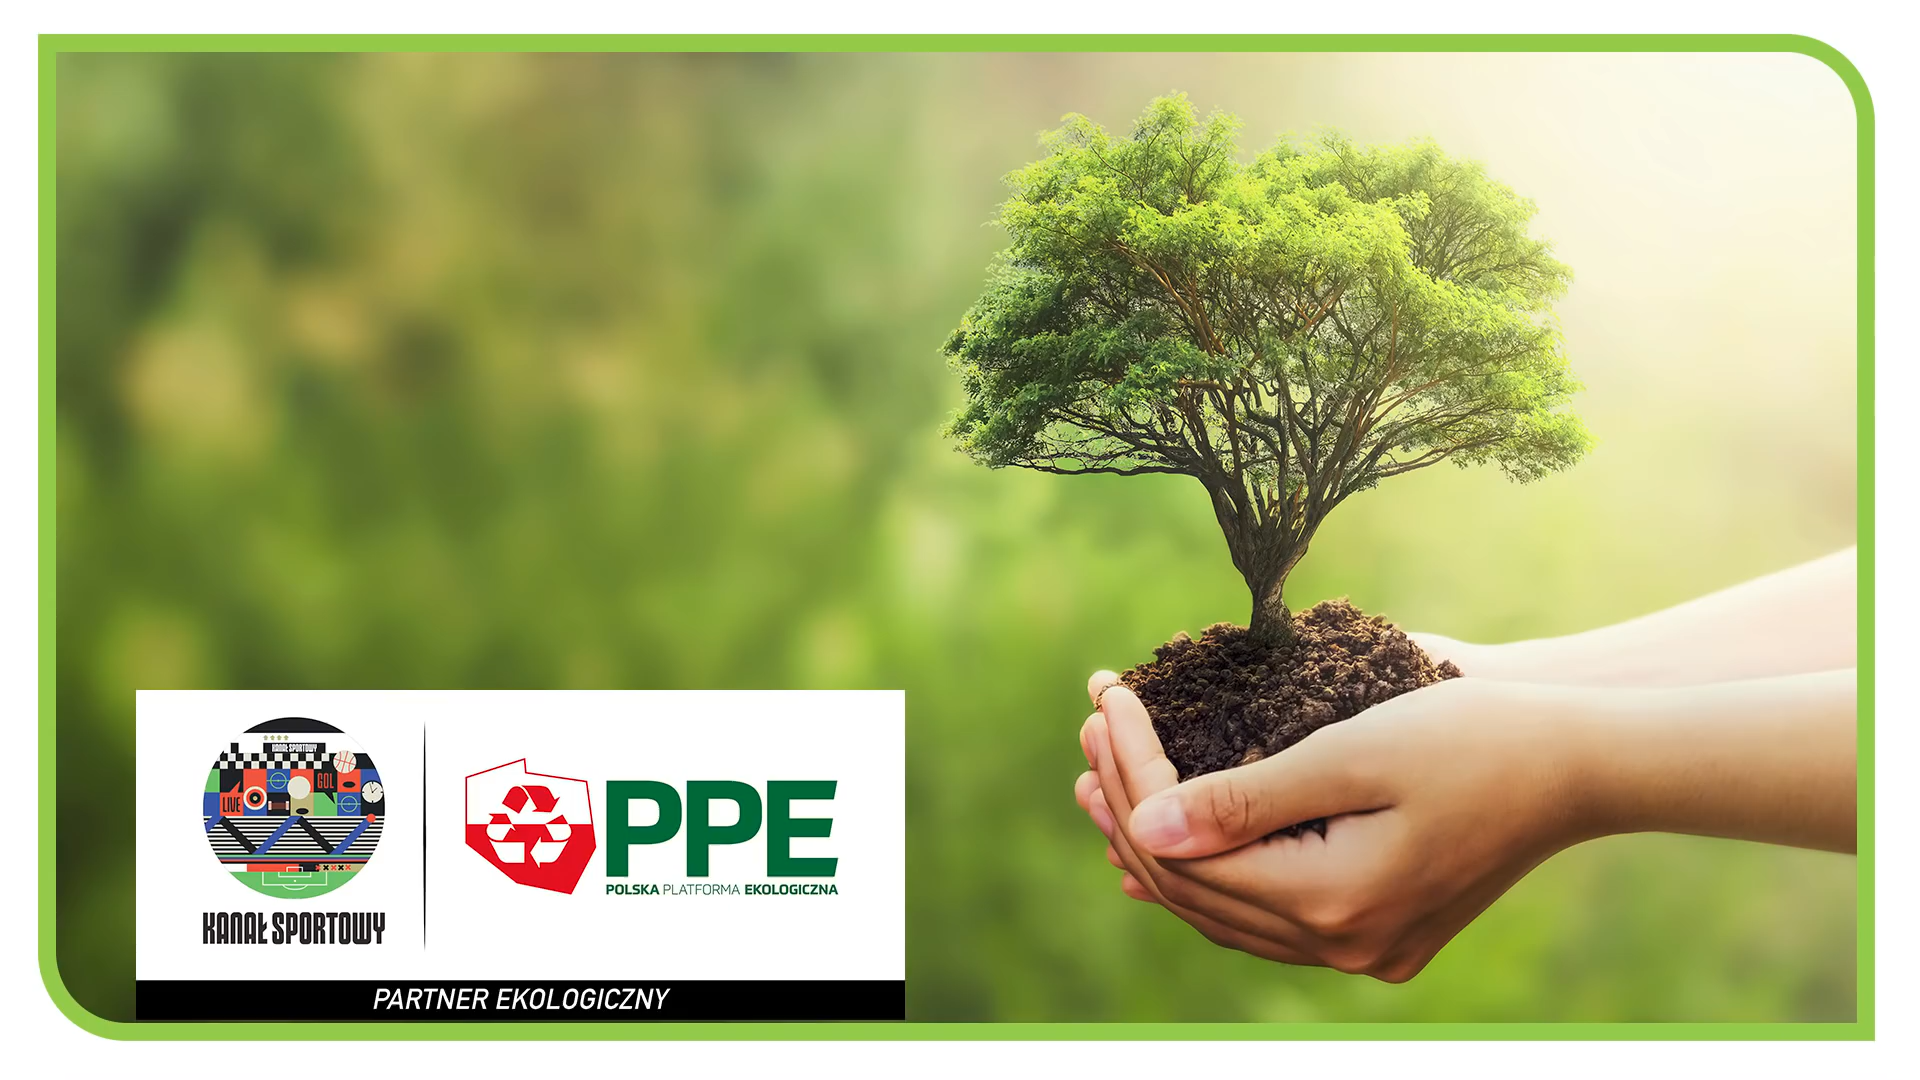 KANAŁ SPORTOWY
GOL
LIVE
KANAŁ SPORTOWY
PPE
POLSKA PLATFORMA EKOLOGICZNA
PARTNER EKOLOGICZNY